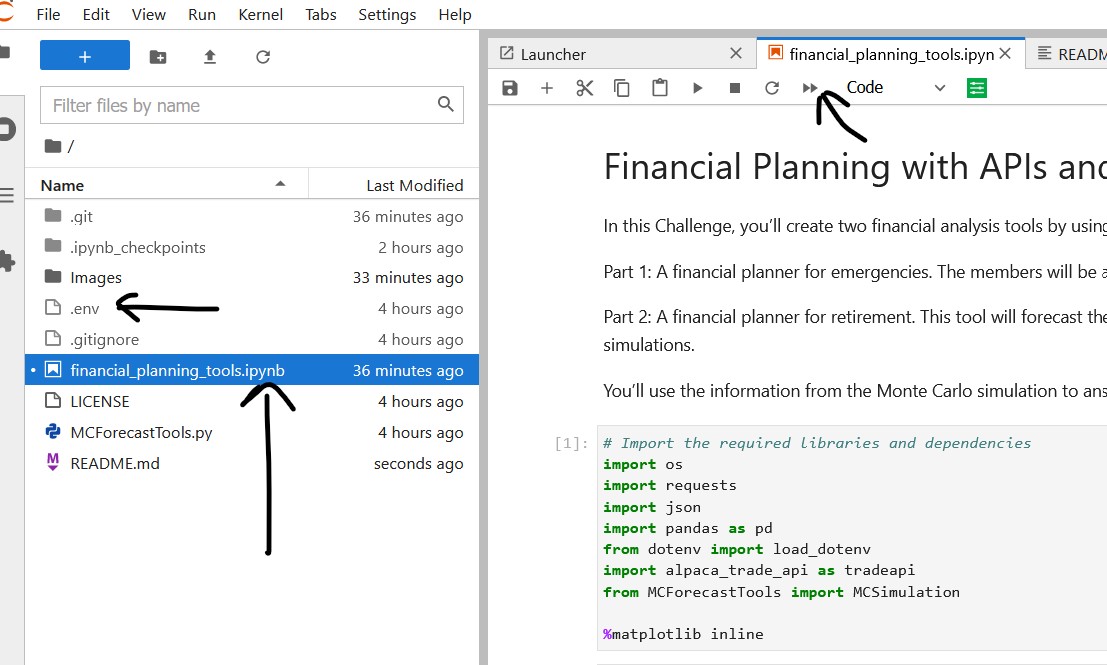 File Edit View Run Kernel Tabs Settings Help
Filter files by name
/
Name Last Modified
.git 36 minutes ago
.ipynb_checkpoints 2 hours ago
Images 33 minutes ago
.env 4 hours ago
.gitignore 4 hours ago
financial_planning_tools.ipynb 36 minutes ago
LICENSE 4 hours ago
MCForecastTools.py 4 hours ago
README.md seconds ago
Launcher
financial_planning_tools.ipyn
READM
Code
Financial Planning with APIs and
In this Challenge, you’ll create two financial analysis tools by using
Part 1: A financial planner for emergencies. The members will be a
Part 2: A financial planner for retirement. This tool will forecast the
simulations.
You’ll use the information from the Monte Carlo simulation to ans
[1]: # Import the required libraries and dependencies
import os
import requests
import json
import pandas as pd
from dotenv import load_dotenv
import alpaca_trade_api as tradeapi
from MCForecastTools import MCSimulation
%matplotlib inline